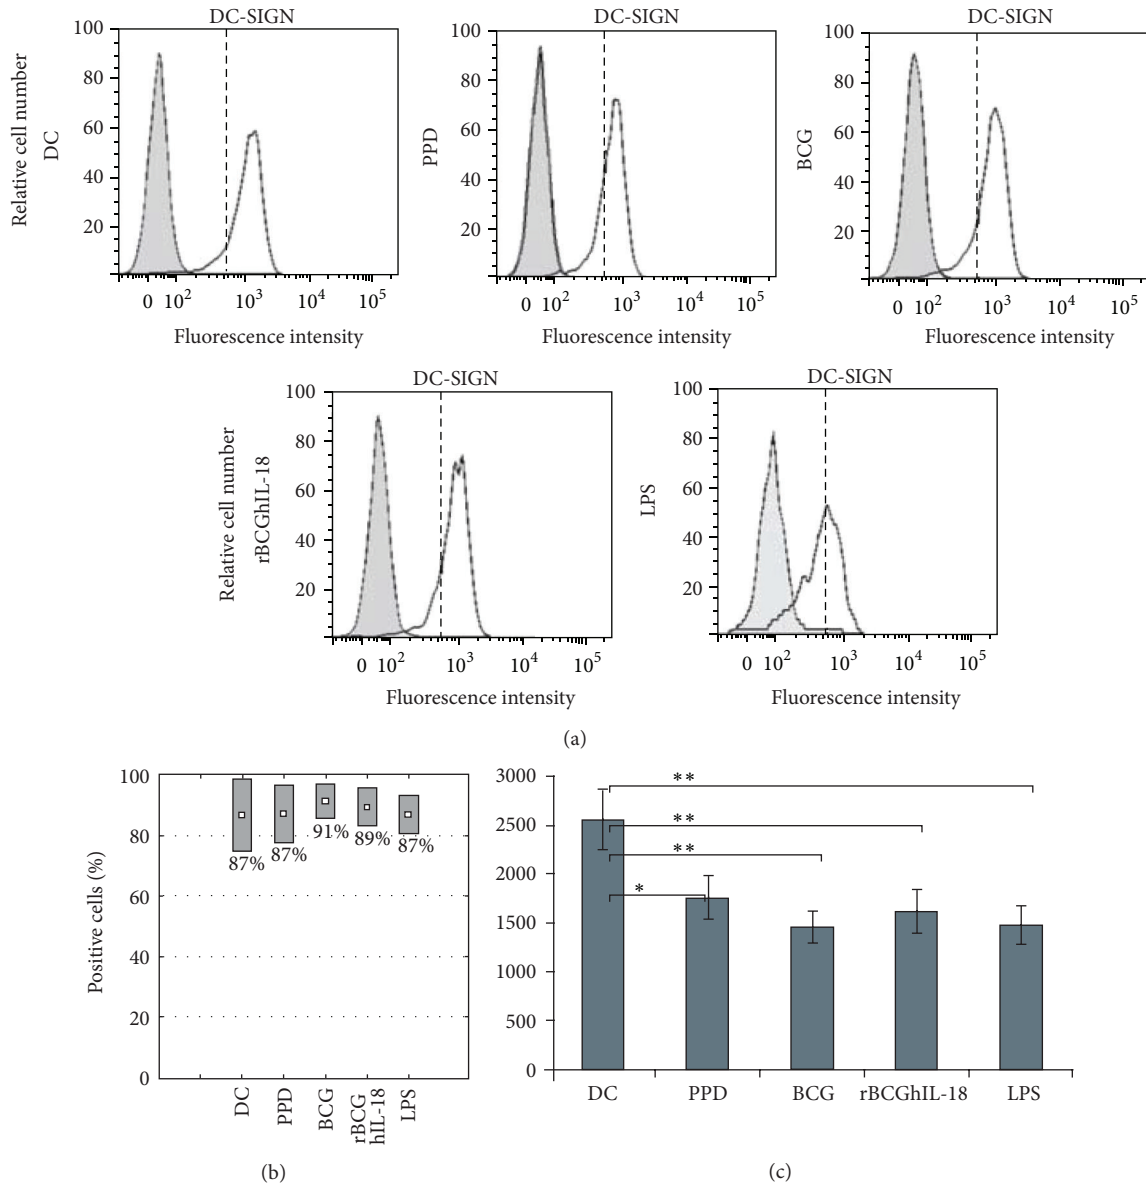 DC-SIGN
Relative cell number
DC
100
80
60
40
20
0 10² 10³ 10⁴ 10⁵
Fluorescence intensity
DC-SIGN
PPD
100
80
60
40
20
0 10² 10³ 10⁴ 10⁵
Fluorescence intensity
DC-SIGN
BCG
100
80
60
40
20
0 10² 10³ 10⁴ 10⁵
Fluorescence intensity
DC-SIGN
Relative cell number
rBCGhIL-18
100
80
60
40
20
0 10² 10³ 10⁴ 10⁵
Fluorescence intensity
DC-SIGN
LPS
100
80
60
40
20
0 10² 10³ 10⁴ 10⁵
Fluorescence intensity
(a)
Positive cells (%)
100
80
60
40
20
0
87%
87%
91%
89%
87%
DC
PPD
BCG
rBCG
hIL-18
LPS
(b)
3000
2500
2000
1500
1000
500
0
**
**
**
*
DC PPD BCG rBCGhIL-18 LPS
(c)